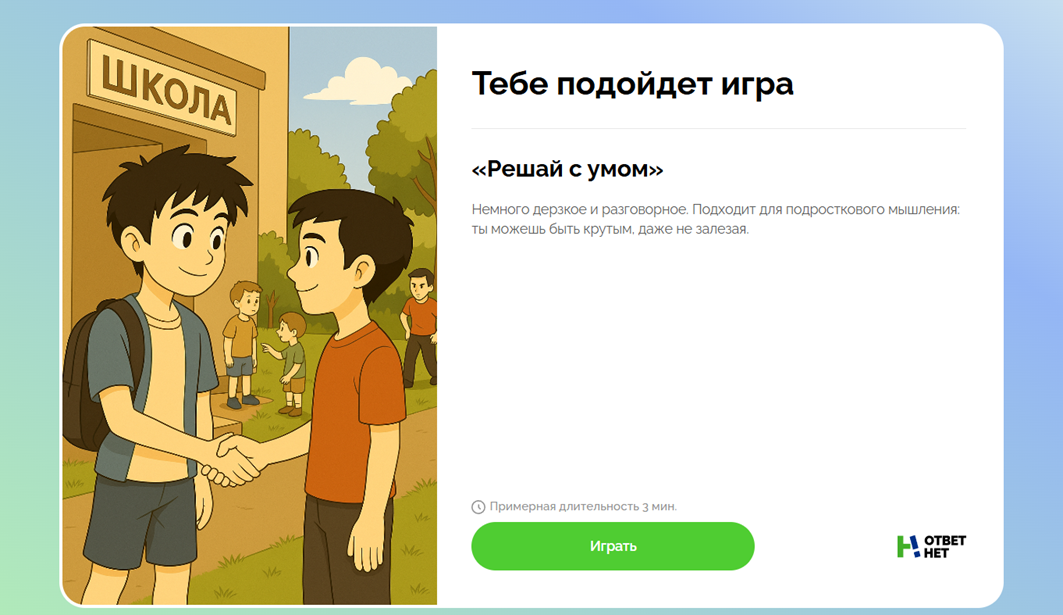 ШКОЛА
Тебе подойдет игра
«Решай с умом»
Немного дерзкое и разговорное. Подходит для подросткового мышления:
ты можешь быть крутым, даже не залезая.
Примерная длительность 3 мин.
Играть
ОТВЕТ
НЕТ